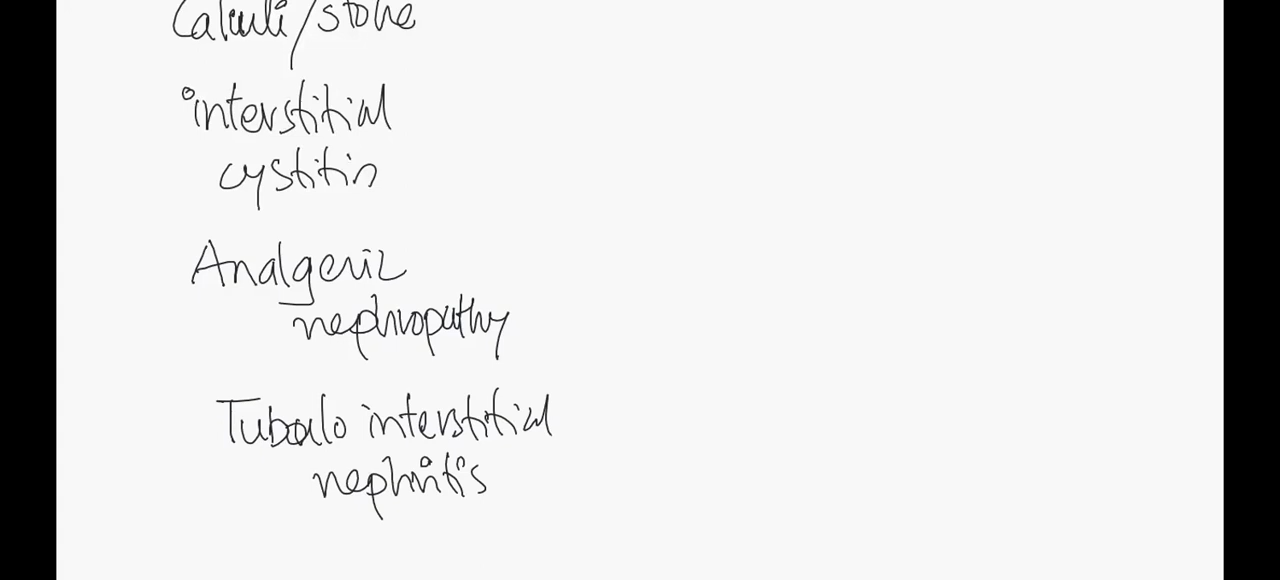 Calculi/stone
interstitial
cystitis
Analgesic
nephropathy
Tubulo interstitial
nephritis